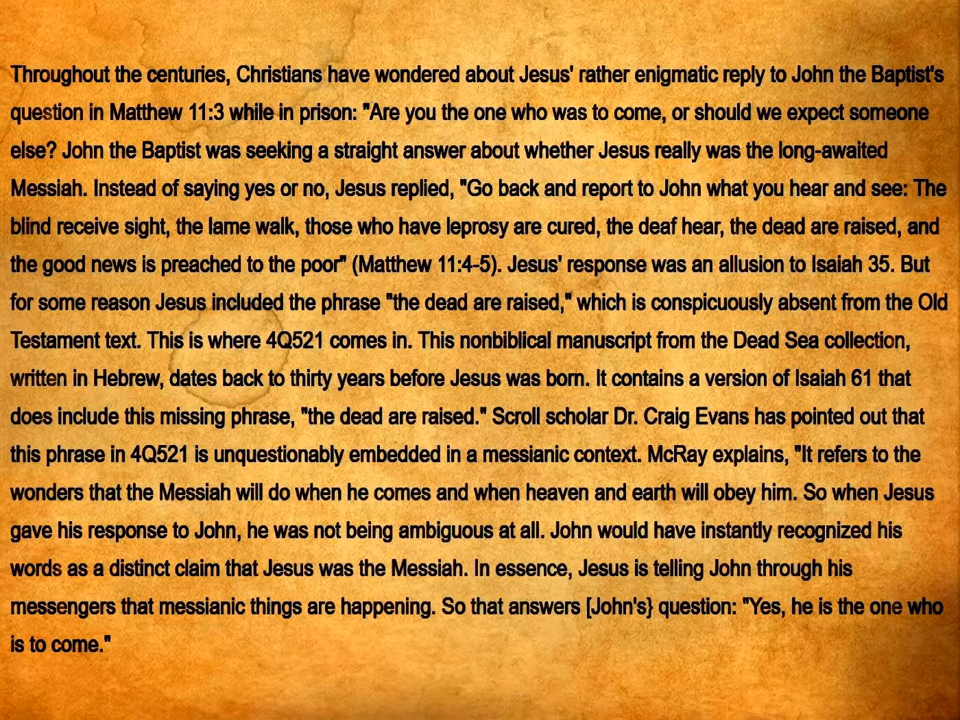 Throughout the centuries, Christians have wondered about Jesus' rather enigmatic reply to John the Baptist's
question in Matthew 11:3 while in prison: "Are you the one who was to come, or should we expect someone
else? John the Baptist was seeking a straight answer about whether Jesus really was the long-awaited
Messiah. Instead of saying yes or no, Jesus replied, "Go back and report to John what you hear and see: The
blind receive sight, the lame walk, those who have leprosy are cured, the deaf hear, the dead are raised, and
the good news is preached to the poor" (Matthew 11:4-5). Jesus' response was an allusion to Isaiah 35. But
for some reason Jesus included the phrase "the dead are raised," which is conspicuously absent from the Old
Testament text. This is where 4Q521 comes in. This nonbiblical manuscript from the Dead Sea collection,
written in Hebrew, dates back to thirty years before Jesus was born. It contains a version of Isaiah 61 that
does include this missing phrase, "the dead are raised." Scroll scholar Dr. Craig Evans has pointed out that
this phrase in 4Q521 is unquestionably embedded in a messianic context. McRay explains, "It refers to the
wonders that the Messiah will do when he comes and when heaven and earth will obey him. So when Jesus
gave his response to John, he was not being ambiguous at all. John would have instantly recognized his
words as a distinct claim that Jesus was the Messiah. In essence, Jesus is telling John through his
messengers that messianic things are happening. So that answers [John's} question: "Yes, he is the one who
is to come."